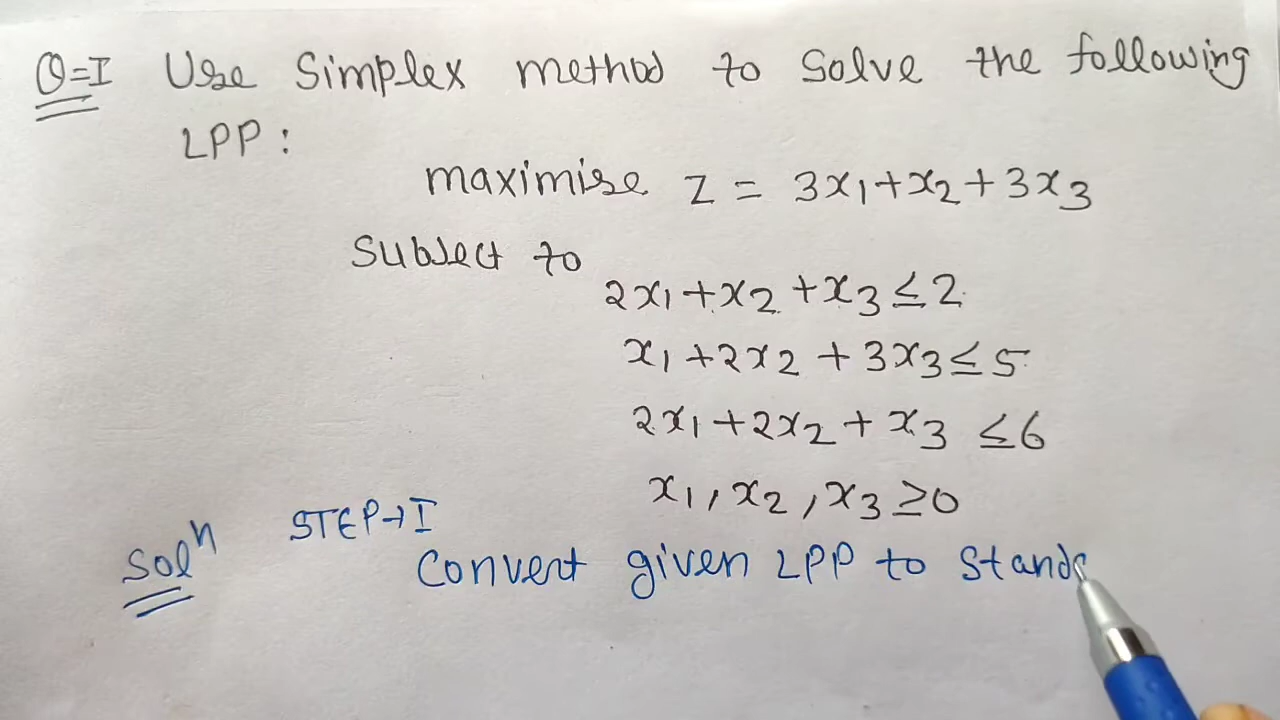 Q=I Use Simplex method to Solve the following
LPP:
maximise Z = 3x₁+x₂+3x₃
Subject to
2x₁+x₂+x₃≤2
x₁+2x₂+3x₃≤5
2x₁+2x₂+x₃≤6
x₁,x₂,x₃≥0
Solⁿ STEP→I
Convert given LPP to Stand